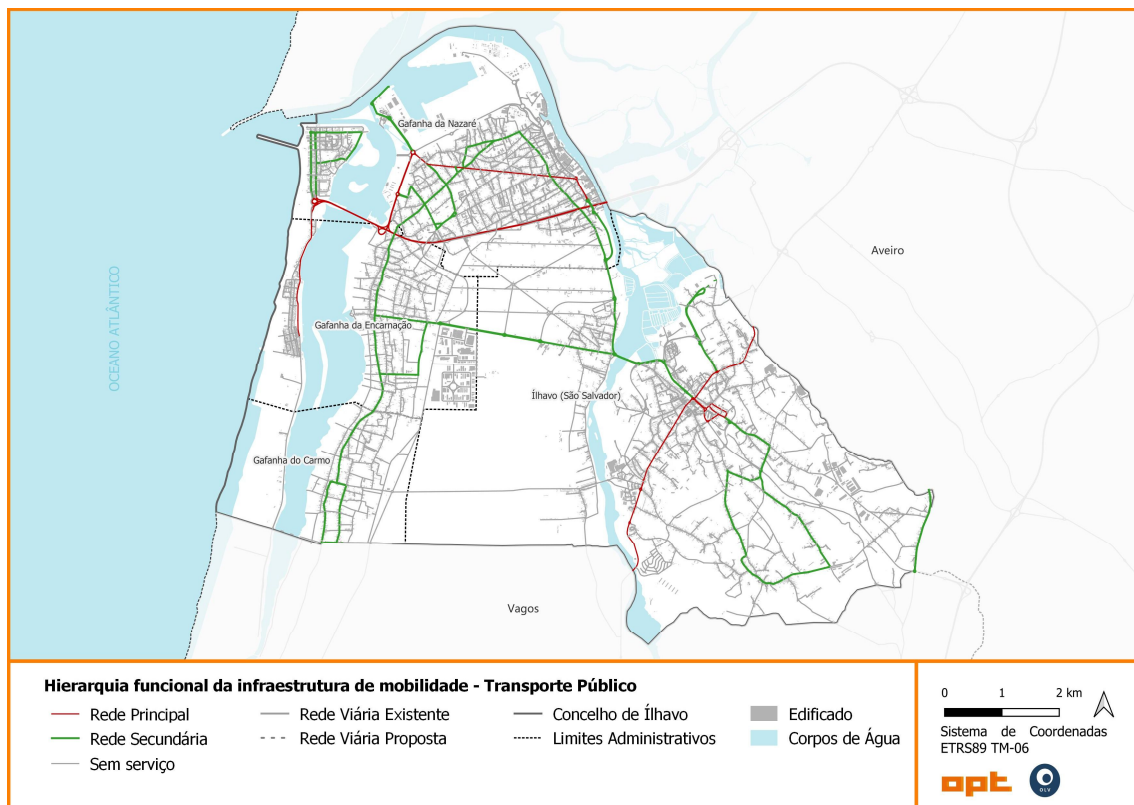 Gafanha da Nazaré
Aveiro
OCEANO ATLÂNTICO
Gafanha da Encarnação
Ílhavo (São Salvador)
Gafanha do Carmo
Vagos
Hierarquia funcional da infraestrutura de mobilidade - Transporte Público
Rede Principal
Rede Secundária
Sem serviço
Rede Viária Existente
Rede Viária Proposta
Concelho de Ílhavo
Limites Administrativos
Edificado
Corpos de Água
0 1 2 km
Sistema de Coordenadas
ETRS89 TM-06
opt
OLV